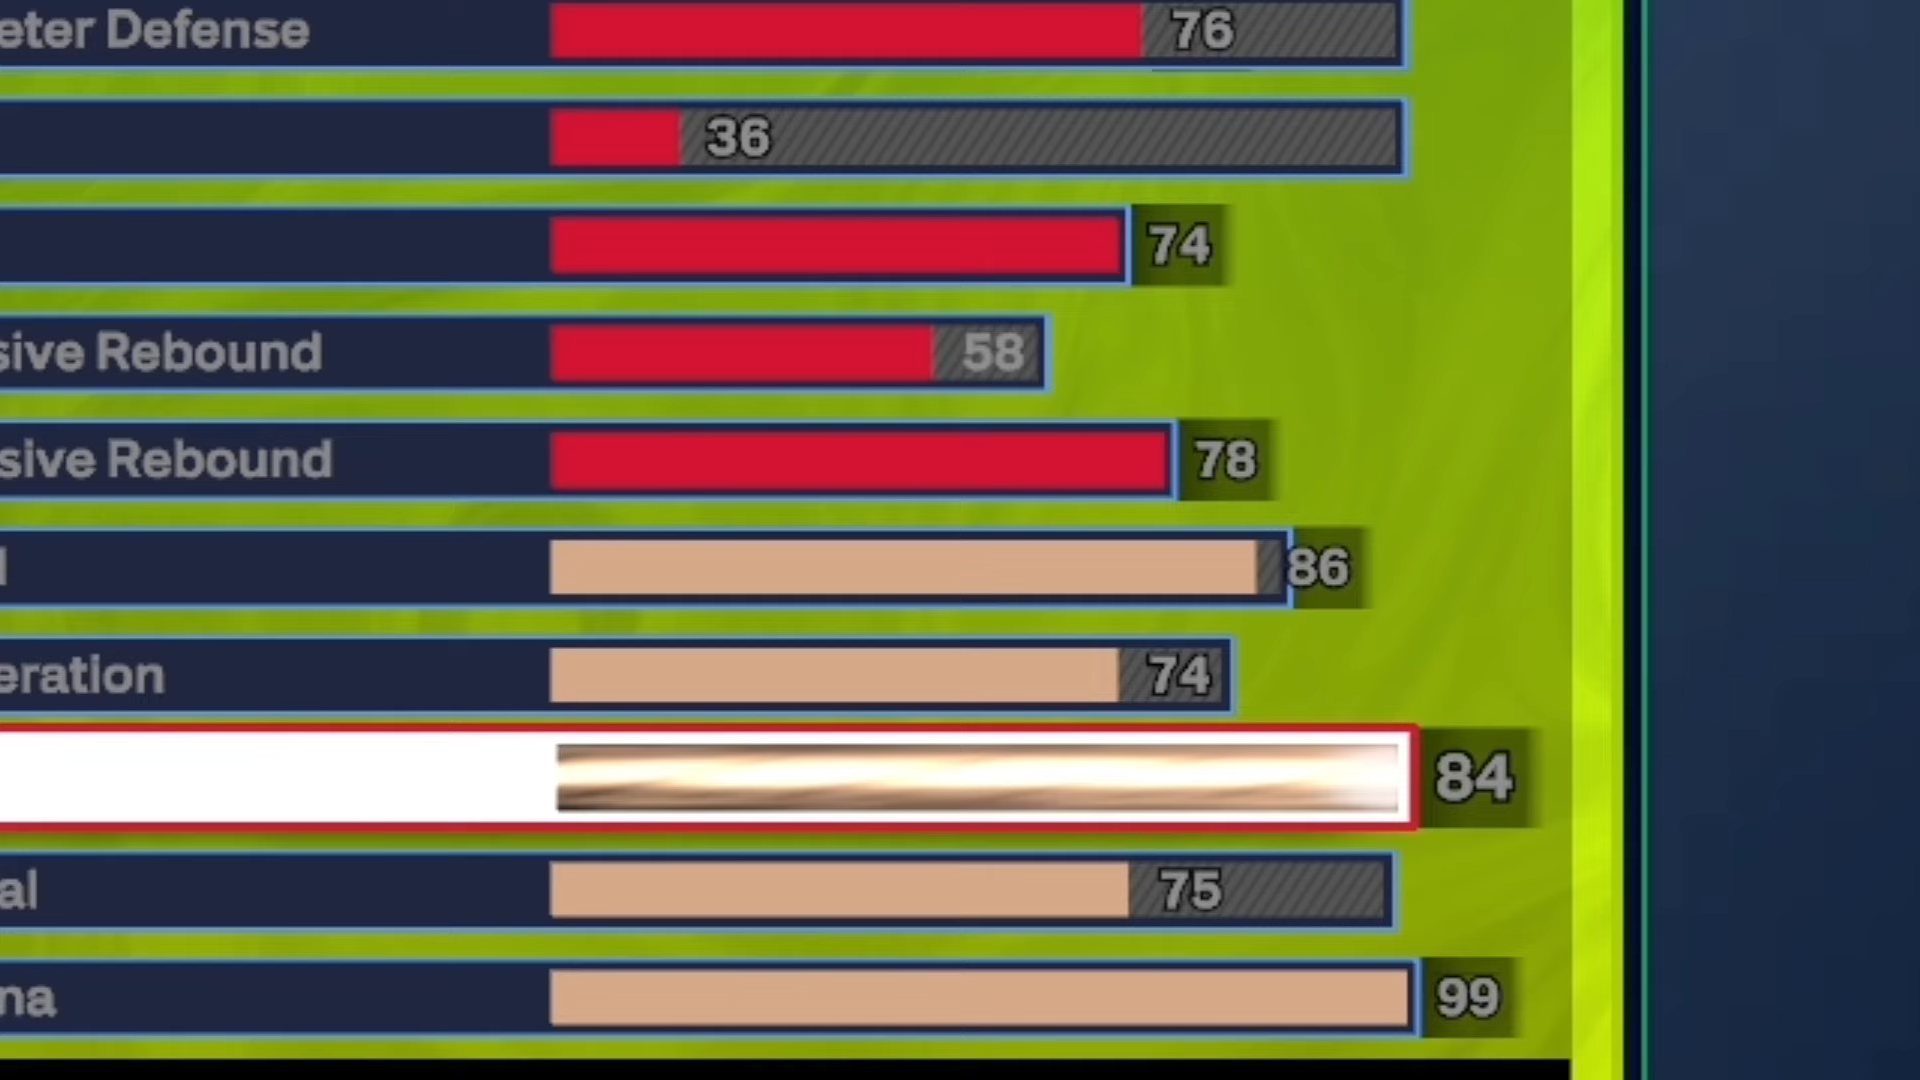 eter Defense 76
36
74
sive Rebound 58
sive Rebound 78
86
eration 74
84
al 75
na 99